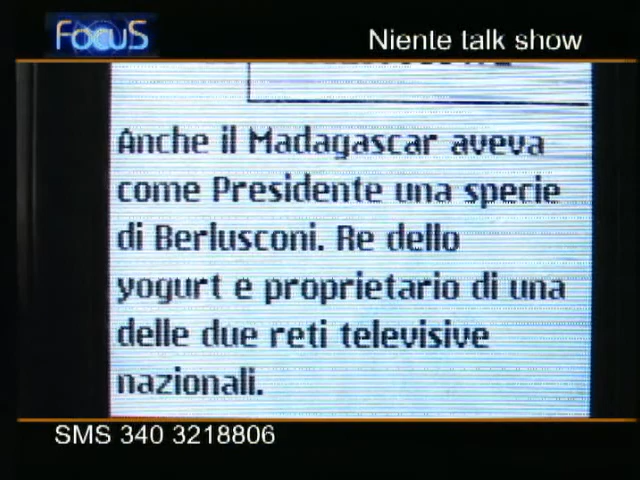 FOCUS
Niente talk show
Anche il Madagascar aveva
come Presidente una specie
di Berlusconi. Re dello
yogurt e proprietario di una
delle due reti televisive
nazionali.
SMS 340 3218806